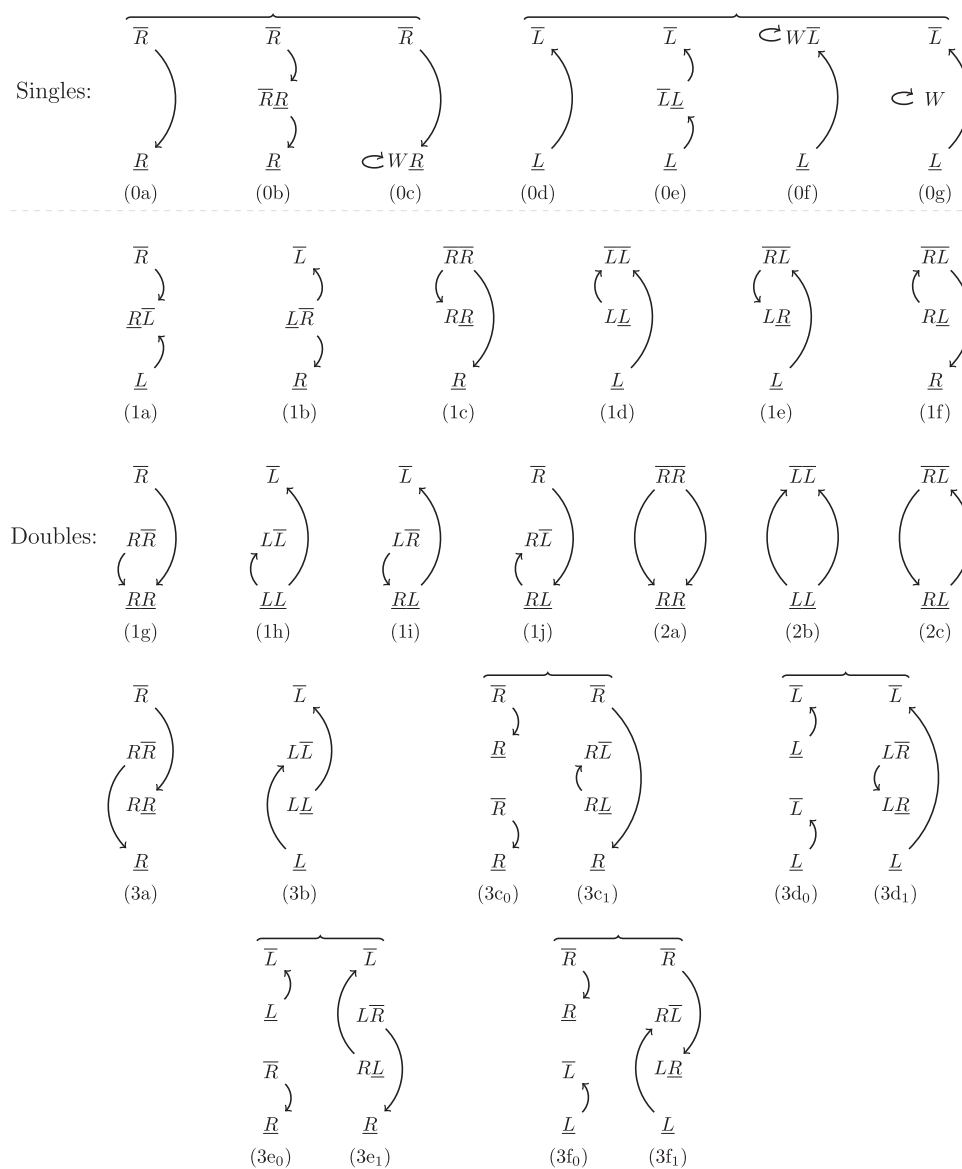 R̅ R̅ R̅ L̅ L̅ WL̅ L̅
Singles: R̅R̲ L̅L̲ W
R̲ R̲ WR̲ L̲ L̲ L̲ L̲
(0a) (0b) (0c) (0d) (0e) (0f) (0g)
R̅ L̅ R̅R̅ L̅L̅ R̅L̅ R̅L̅
R̲L̅ L̲R̅ RR̲ LL̲ LR̲ RL̲
L̲ R̲ R̲ L̲ L̲ R̲
(1a) (1b) (1c) (1d) (1e) (1f)
R̅ L̅ L̅ R̅ R̅R̅ L̅L̅ R̅L̅
Doubles: RR̅ LL̅ LR̅ RL̅
R̲R̲ L̲L̲ R̲L̲ R̲L̲ R̲R̲ L̲L̲ R̲L̲
(1g) (1h) (1i) (1j) (2a) (2b) (2c)
R̅ L̅ R̅ R̅ L̅ L̅
RR̅ LL̅ R̲ RL̅ L̲ LR̅
RR̲ LL̲ R̅ RL̲ L̅ LR̲
R̲ L̲ R̲ R̲ L̲ L̲
(3a) (3b) (3c₀) (3c₁) (3d₀) (3d₁)
L̅ L̅ R̅ R̅
L̲ LR̅ R̲ RL̅
R̅ RL̲ L̅ LR̲
R̲ R̲ L̲ L̲
(3e₀) (3e₁) (3f₀) (3f₁)